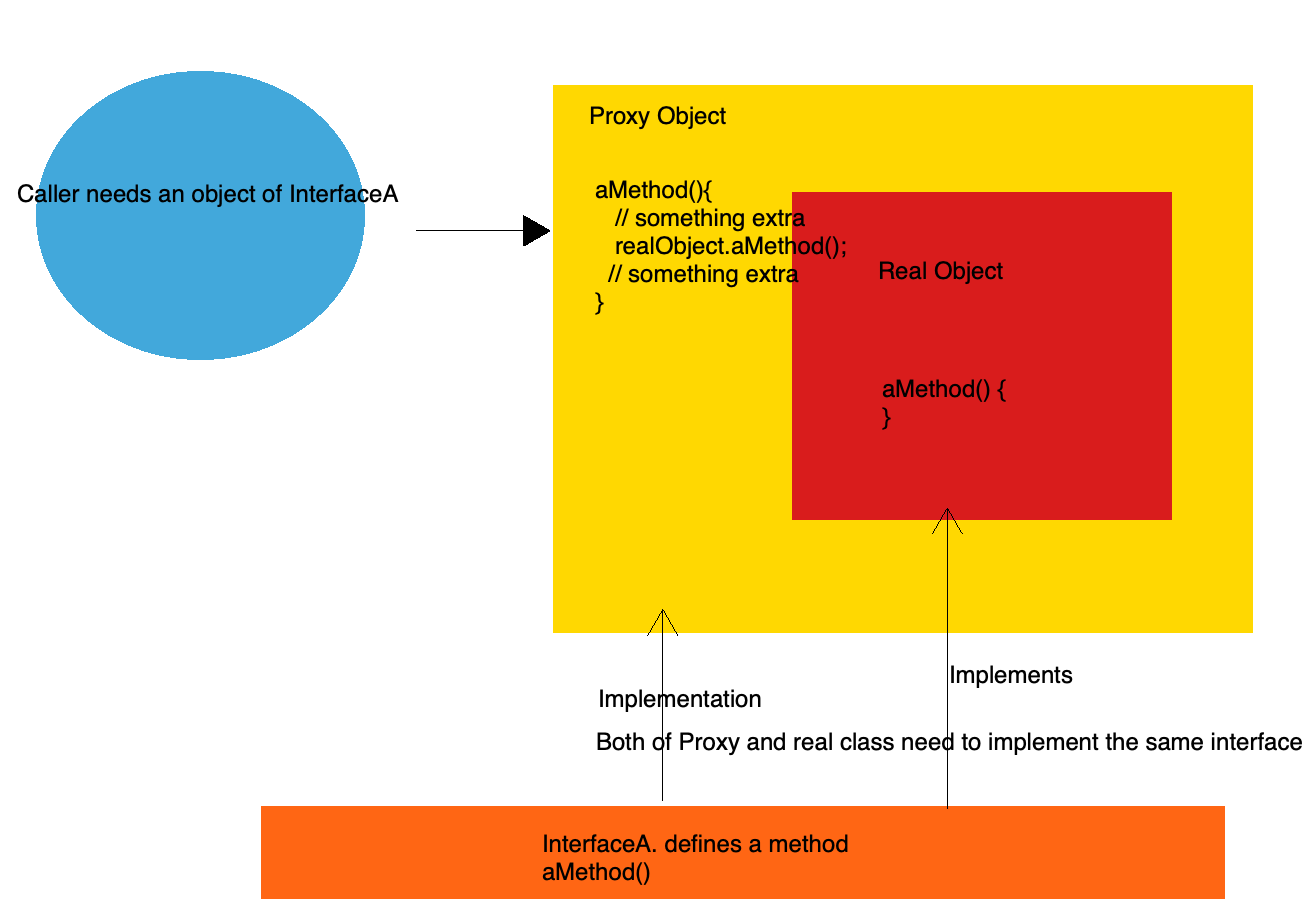 Proxy Object
Caller needs an object of InterfaceA
aMethod(){
// something extra
realObject.aMethod();
// something extra
}
Real Object
aMethod() {
}
Implements
Implementation
Both of Proxy and real class need to implement the same interface
InterfaceA. defines a method
aMethod()